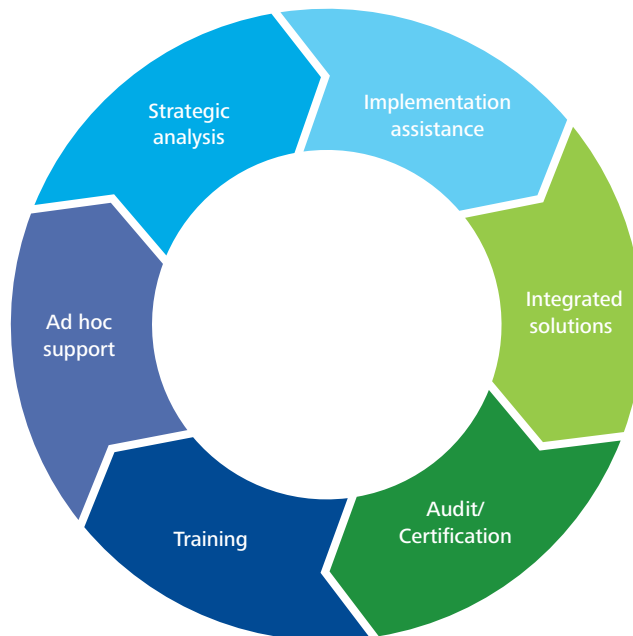 Strategic
analysis
Implementation
assistance
Integrated
solutions
Audit/
Certification
Training
Ad hoc
support